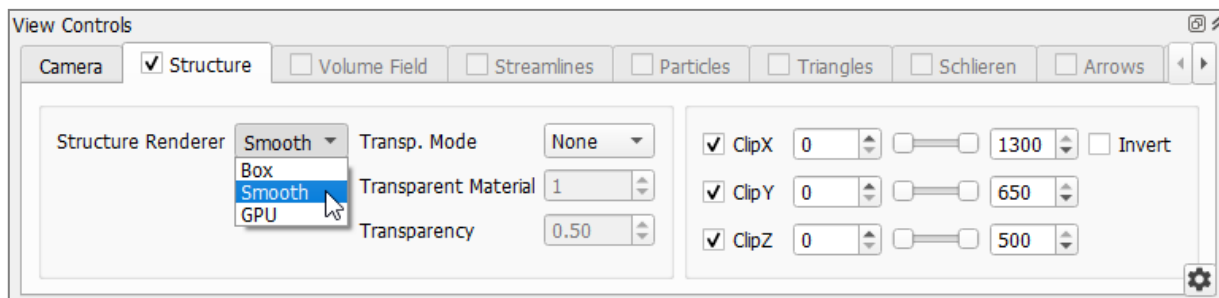 View Controls
Camera Structure Volume Field Streamlines Particles Triangles Schlieren Arrows
Structure Renderer Smooth Transp. Mode None ClipX 0 1300 Invert
Box
Smooth Transparent Material 1 ClipY 0 650
GPU Transparency 0.50 ClipZ 0 500